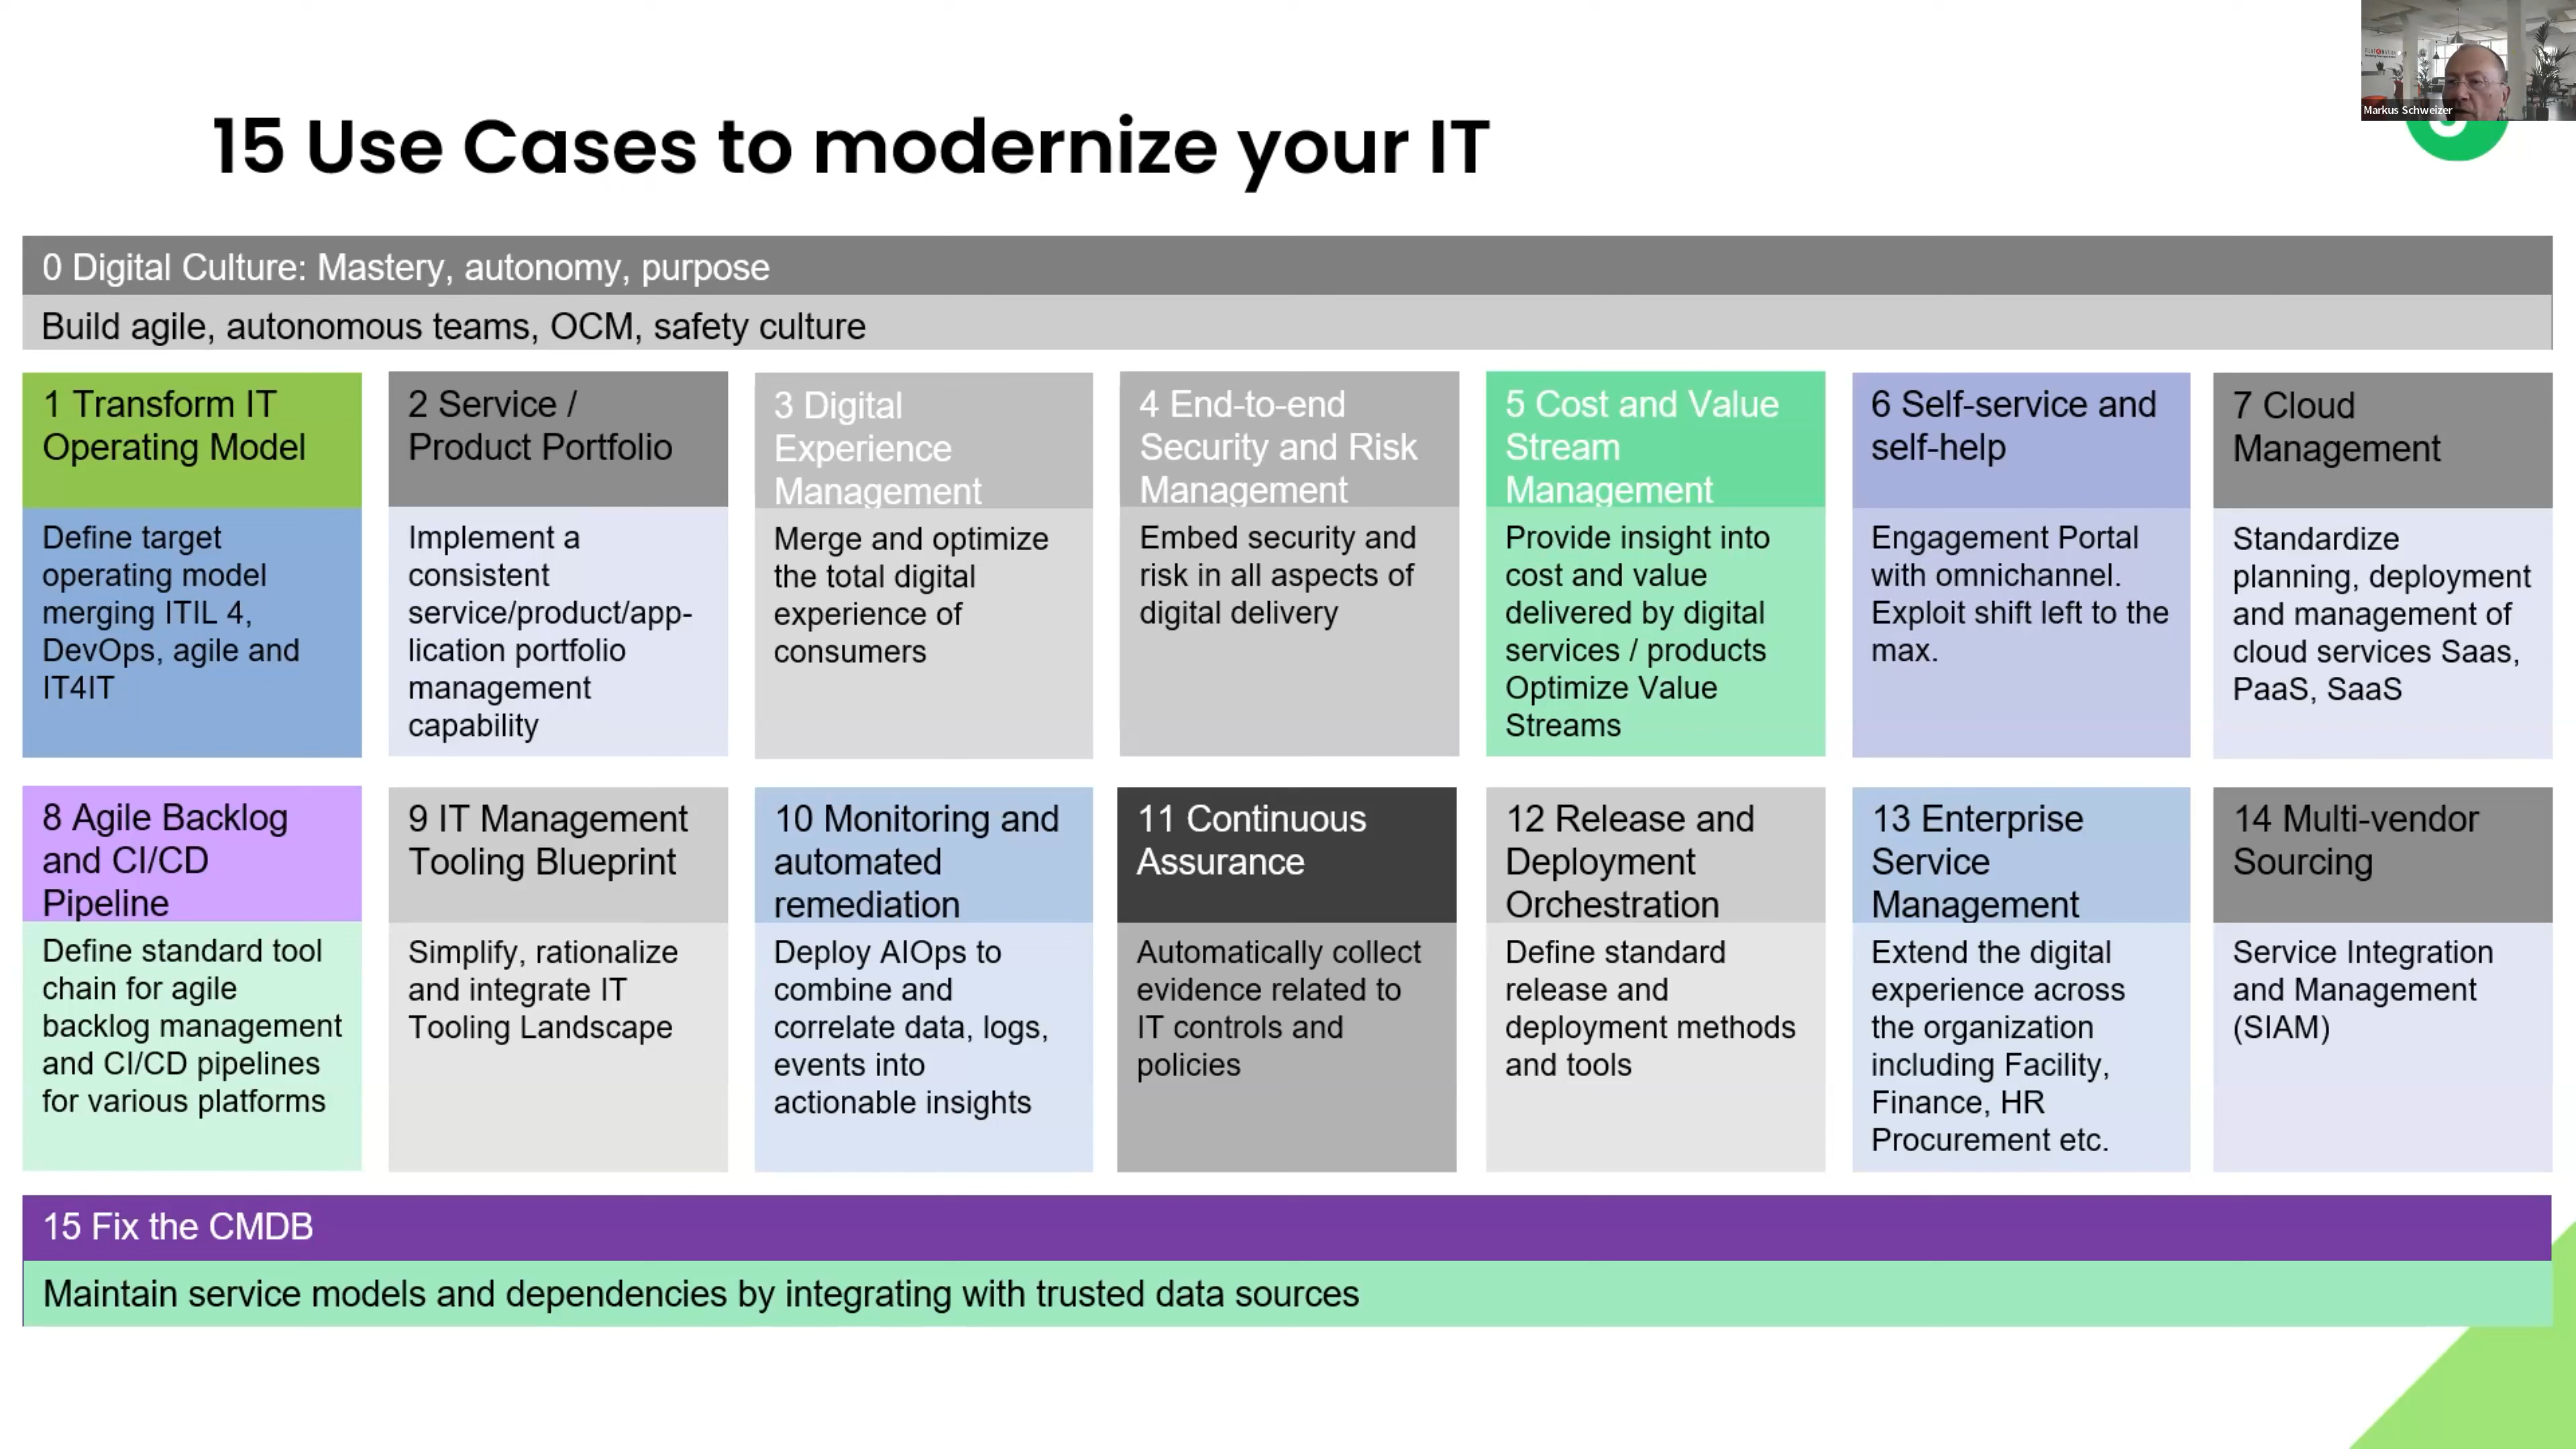 Markus Schweizer
15 Use Cases to modernize your IT
0 Digital Culture: Mastery, autonomy, purpose
Build agile, autonomous teams, OCM, safety culture
1 Transform IT
Operating Model
Define target
operating model
merging ITIL 4,
DevOps, agile and
IT4IT
2 Service /
Product Portfolio
Implement a
consistent
service/product/app-
lication portfolio
management
capability
3 Digital
Experience
Management
Merge and optimize
the total digital
experience of
consumers
4 End-to-end
Security and Risk
Management
Embed security and
risk in all aspects of
digital delivery
5 Cost and Value
Stream
Management
Provide insight into
cost and value
delivered by digital
services / products
Optimize Value
Streams
6 Self-service and
self-help
Engagement Portal
with omnichannel.
Exploit shift left to the
max.
7 Cloud
Management
Standardize
planning, deployment
and management of
cloud services Saas,
PaaS, SaaS
8 Agile Backlog
and CI/CD
Pipeline
Define standard tool
chain for agile
backlog management
and CI/CD pipelines
for various platforms
9 IT Management
Tooling Blueprint
Simplify, rationalize
and integrate IT
Tooling Landscape
10 Monitoring and
automated
remediation
Deploy AIOps to
combine and
correlate data, logs,
events into
actionable insights
11 Continuous
Assurance
Automatically collect
evidence related to
IT controls and
policies
12 Release and
Deployment
Orchestration
Define standard
release and
deployment methods
and tools
13 Enterprise
Service
Management
Extend the digital
experience across
the organization
including Facility,
Finance, HR
Procurement etc.
14 Multi-vendor
Sourcing
Service Integration
and Management
(SIAM)
15 Fix the CMDB
Maintain service models and dependencies by integrating with trusted data sources